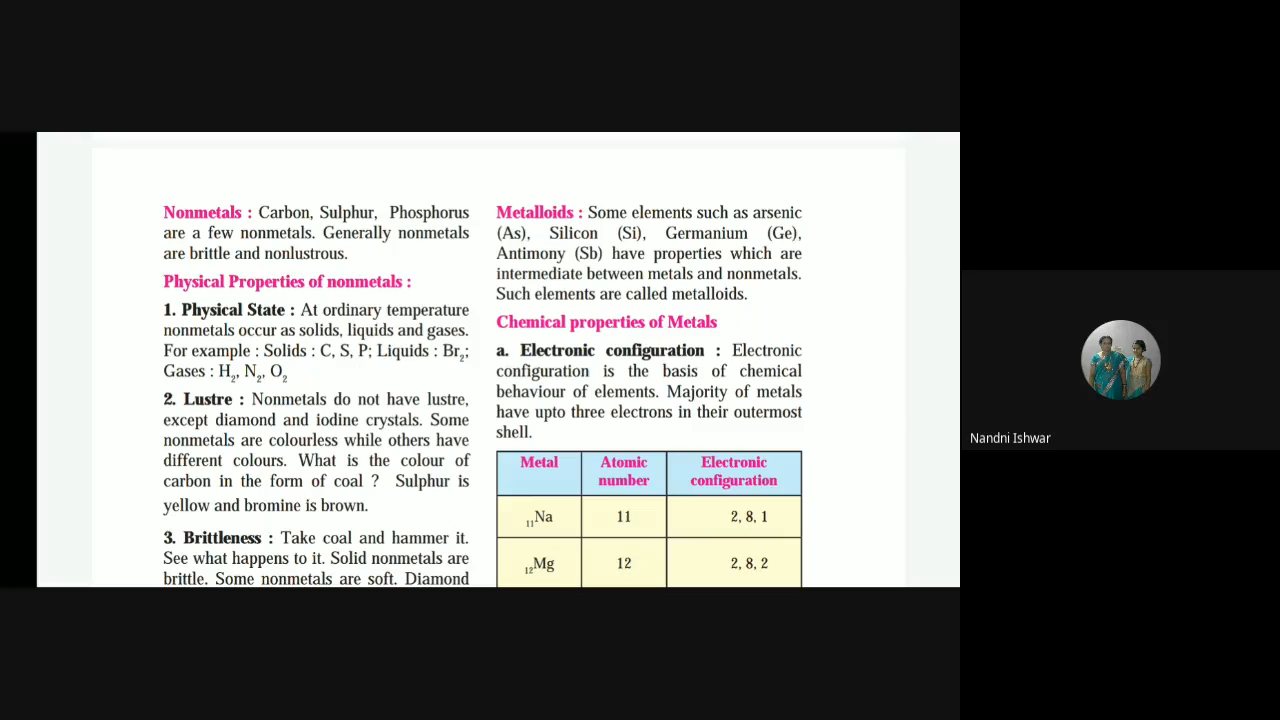 Nonmetals : Carbon, Sulphur, Phosphorus
are a few nonmetals. Generally nonmetals
are brittle and nonlustrous.
Physical Properties of nonmetals :
1. Physical State : At ordinary temperature
nonmetals occur as solids, liquids and gases.
For example : Solids : C, S, P; Liquids : Br₂;
Gases : H₂, N₂, O₂
2. Lustre : Nonmetals do not have lustre,
except diamond and iodine crystals. Some
nonmetals are colourless while others have
different colours. What is the colour of
carbon in the form of coal ? Sulphur is
yellow and bromine is brown.
3. Brittleness : Take coal and hammer it.
See what happens to it. Solid nonmetals are
brittle. Some nonmetals are soft. Diamond
Metalloids : Some elements such as arsenic
(As), Silicon (Si), Germanium (Ge),
Antimony (Sb) have properties which are
intermediate between metals and nonmetals.
Such elements are called metalloids.
Chemical properties of Metals
a. Electronic configuration : Electronic
configuration is the basis of chemical
behaviour of elements. Majority of metals
have upto three electrons in their outermost
shell.
Metal Atomic number Electronic configuration
₁₁Na 11 2, 8, 1
₁₂Mg 12 2, 8, 2
Nandni Ishwar